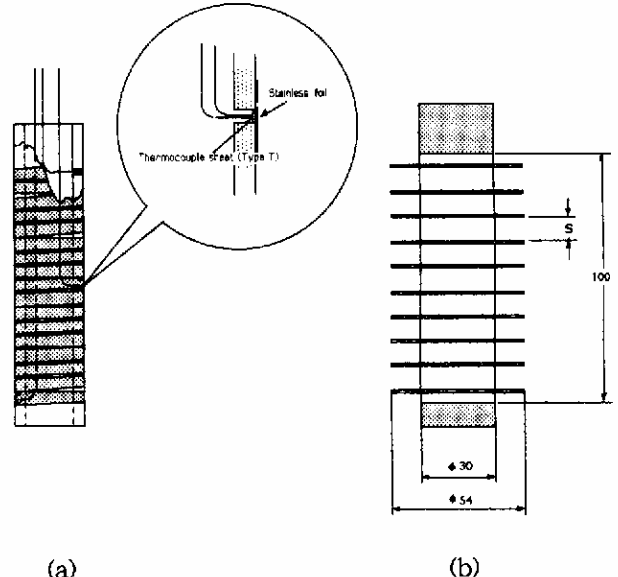 Stainless foil
Thermocouple sheet (Type T)
S
100
ϕ 30
ϕ 54
(a)
(b)